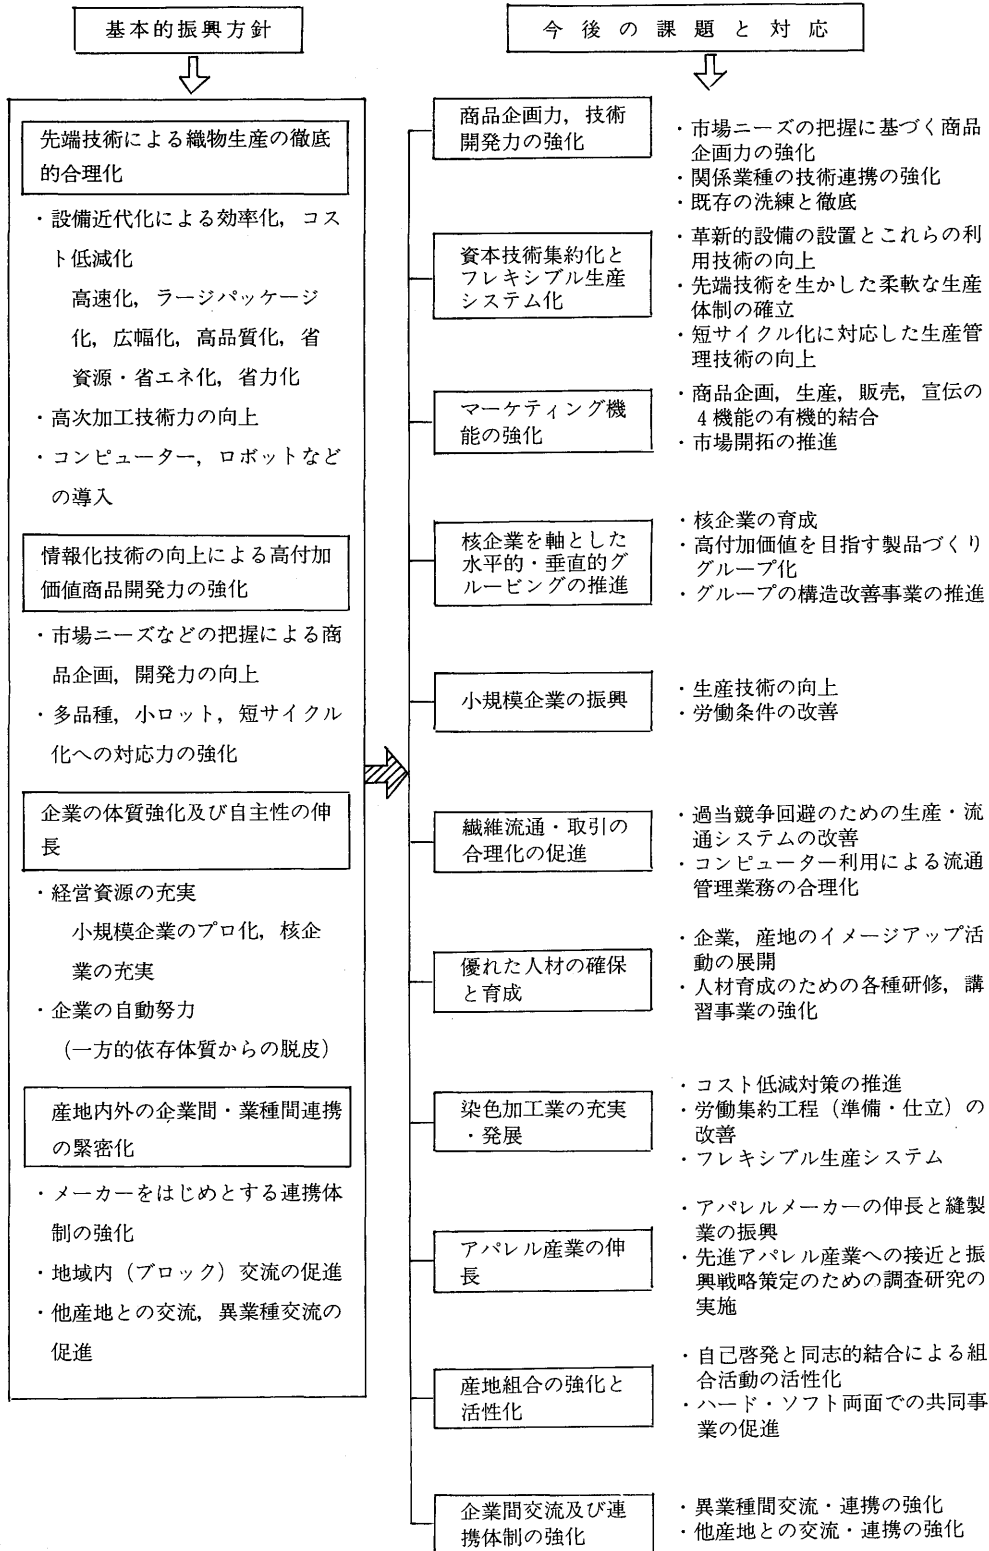 基本的振興方針
先端技術による織物生産の徹底
的合理化
・設備近代化による効率化，コス
ト低減化
高速化，ラージパッケージ
化，広幅化，高品質化，省
資源・省エネ化，省力化
・高次加工技術力の向上
・コンピューター，ロボットなど
の導入
情報化技術の向上による高付加
価値商品開発力の強化
・市場ニーズなどの把握による商
品企画，開発力の向上
・多品種，小ロット，短サイクル
化への対応力の強化
企業の体質強化及び自主性の伸
長
・経営資源の充実
小規模企業のプロ化，核企
業の充実
・企業の自動努力
（一方的依存体質からの脱皮）
産地内外の企業間・業種間連携
の緊密化
・メーカーをはじめとする連携体
制の強化
・地域内（ブロック）交流の促進
・他産地との交流，異業種交流の
促進
今後の課題と対応
商品企画力，技術
開発力の強化
・市場ニーズの把握に基づく商品
企画力の強化
・関係業種の技術連携の強化
・既存の洗練と徹底
資本技術集約化と
フレキシブル生産
システム化
・革新的設備の設置とこれらの利
用技術の向上
・先端技術を生かした柔軟な生産
体制の確立
・短サイクル化に対応した生産管
理技術の向上
マーケティング機
能の強化
・商品企画，生産，販売，宣伝の
4機能の有機的結合
・市場開拓の推進
核企業を軸とした
水平的・垂直的グ
ルーピングの推進
・核企業の育成
・高付加価値を目指す製品づくり
グループ化
・グループの構造改善事業の推進
小規模企業の振興
・生産技術の向上
・労働条件の改善
繊維流通・取引の
合理化の促進
・過当競争回避のための生産・流
通システムの改善
・コンピューター利用による流通
管理業務の合理化
優れた人材の確保
と育成
・企業，産地のイメージアップ活
動の展開
・人材育成のための各種研修，講
習事業の強化
染色加工業の充実
・発展
・コスト低減対策の推進
・労働集約工程（準備・仕立）の
改善
・フレキシブル生産システム
アパレル産業の伸
長
・アパレルメーカーの伸長と縫製
業の振興
・先進アパレル産業への接近と振
興戦略策定のための調査研究の
実施
産地組合の強化と
活性化
・自己啓発と同志的結合による組
合活動の活性化
・ハード・ソフト両面での共同事
業の促進
企業間交流及び連
携体制の強化
・異業種間交流・連携の強化
・他産地との交流・連携の強化